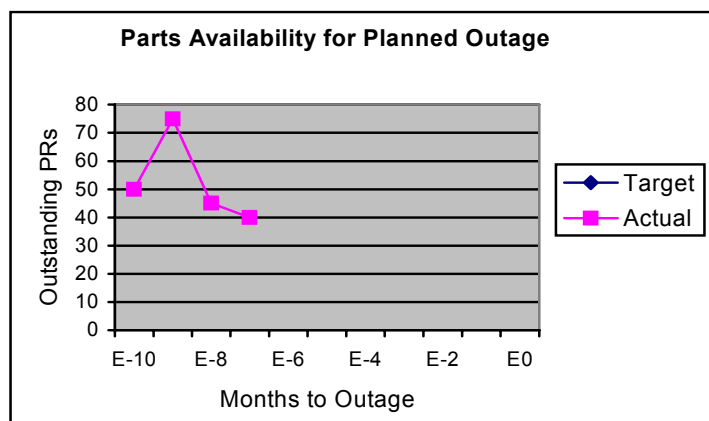 Parts Availability for Planned Outage
80
70
60
50
40
30
20
10
0
Outstanding PRs
E-10 E-8 E-6 E-4 E-2 E0
Months to Outage
Target
Actual